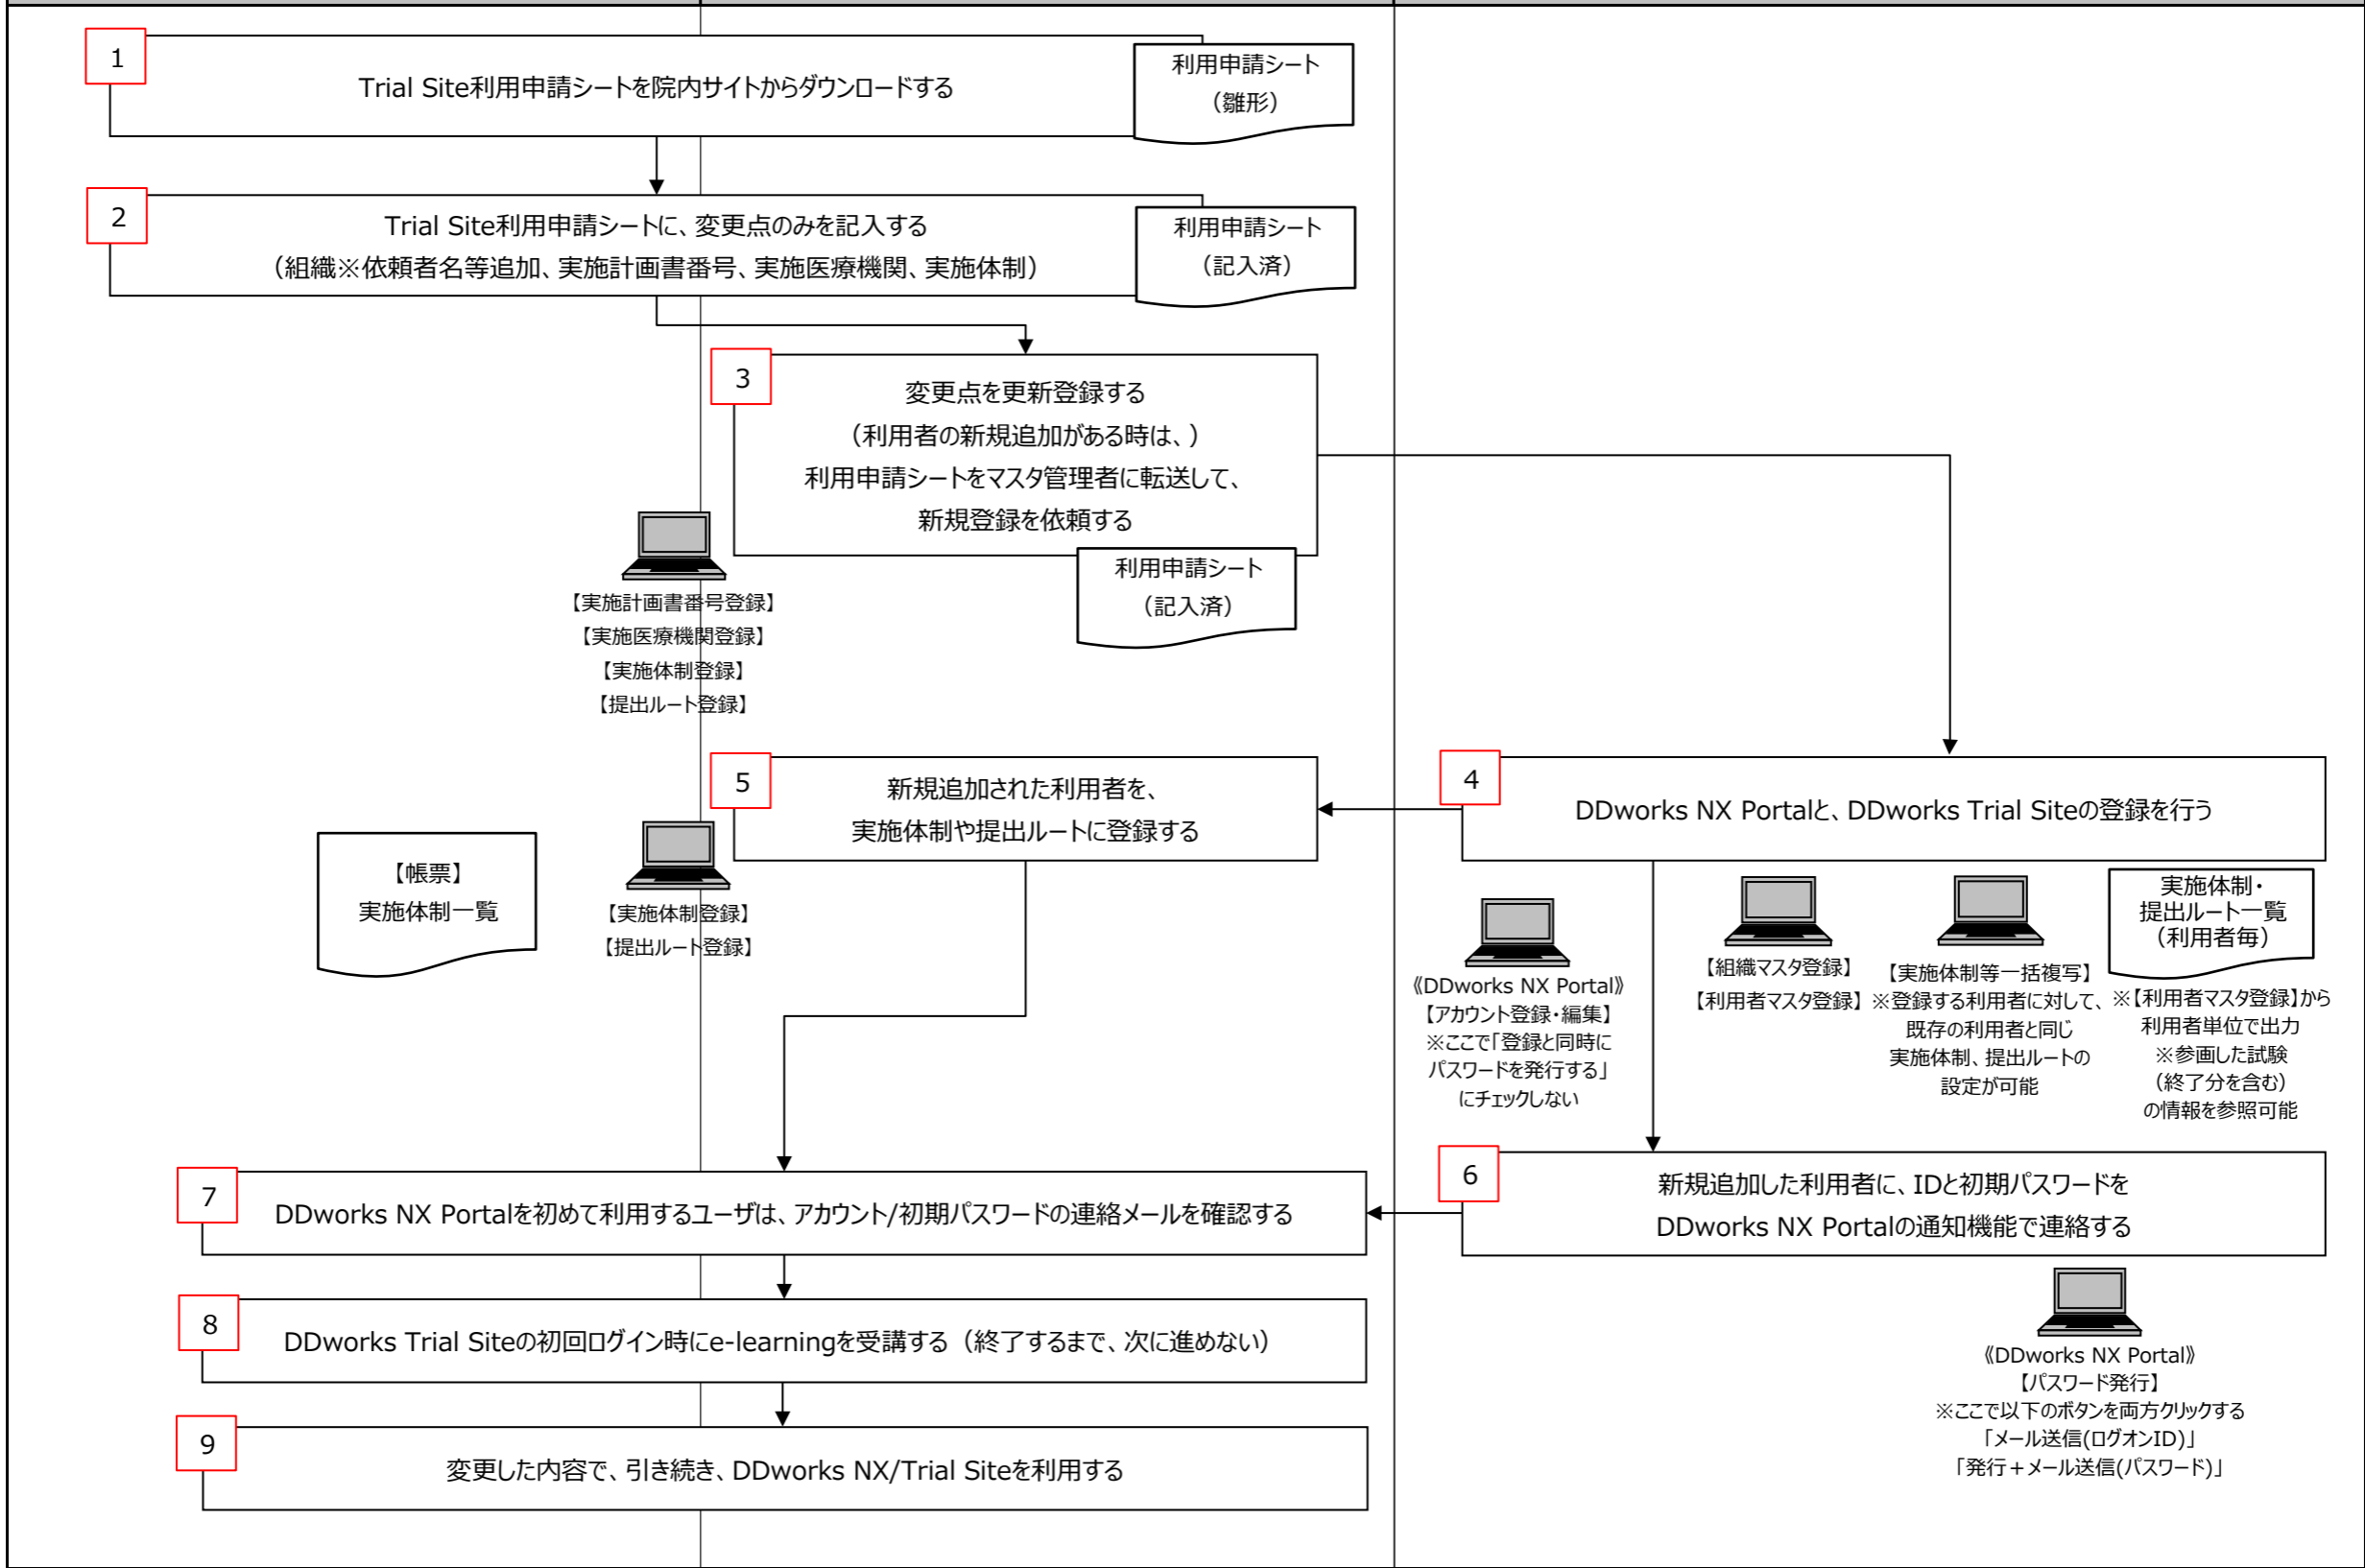 1
Trial Site利用申請シートを院内サイトからダウンロードする
利用申請シート
（雛形）
2
Trial Site利用申請シートに、変更点のみを記入する
（組織※依頼者名等追加、実施計画書番号、実施医療機関、実施体制）
利用申請シート
（記入済）
3
変更点を更新登録する
（利用者の新規追加がある時は、）
利用申請シートをマスタ管理者に転送して、
新規登録を依頼する
利用申請シート
（記入済）
【実施計画書番号登録】
【実施医療機関登録】
【実施体制登録】
【提出ルート登録】
4
DDworks NX Portalと、DDworks Trial Siteの登録を行う
《DDworks NX Portal》
【アカウント登録・編集】
※ここで「登録と同時に
パスワードを発行する」
にチェックしない
【組織マスタ登録】
【利用者マスタ登録】
【実施体制等一括複写】
※登録する利用者に対して、
既存の利用者と同じ
実施体制、提出ルートの
設定が可能
実施体制・
提出ルート一覧
（利用者毎）
※【利用者マスタ登録】から
利用者単位で出力
※参画した試験
（終了分を含む）
の情報を参照可能
5
新規追加された利用者を、
実施体制や提出ルートに登録する
【実施体制登録】
【提出ルート登録】
【帳票】
実施体制一覧
6
新規追加した利用者に、IDと初期パスワードを
DDworks NX Portalの通知機能で連絡する
《DDworks NX Portal》
【パスワード発行】
※ここで以下のボタンを両方クリックする
「メール送信(ログオンID)」
「発行＋メール送信(パスワード)」
7
DDworks NX Portalを初めて利用するユーザは、アカウント/初期パスワードの連絡メールを確認する
8
DDworks Trial Siteの初回ログイン時にe-learningを受講する（終了するまで、次に進めない）
9
変更した内容で、引き続き、DDworks NX/Trial Siteを利用する